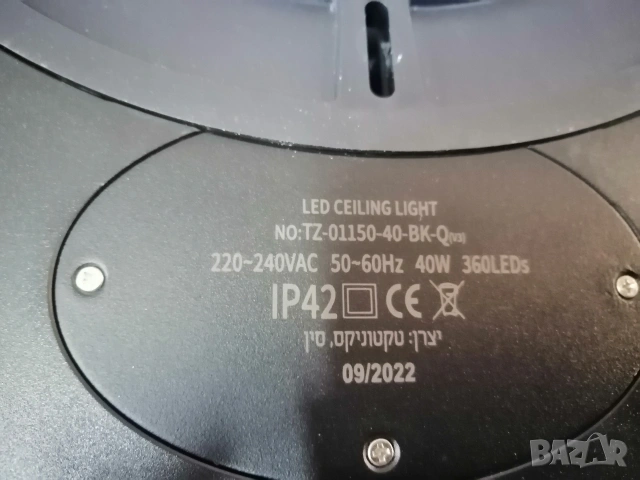 LED CEILING LIGHT
NO:TZ-01150-40-BK-Q(V3)
220~240VAC 50~60Hz 40W 360LEDs
IP42 CE
יצרן: טקטוניקס, סין
09/2022
BAZAR